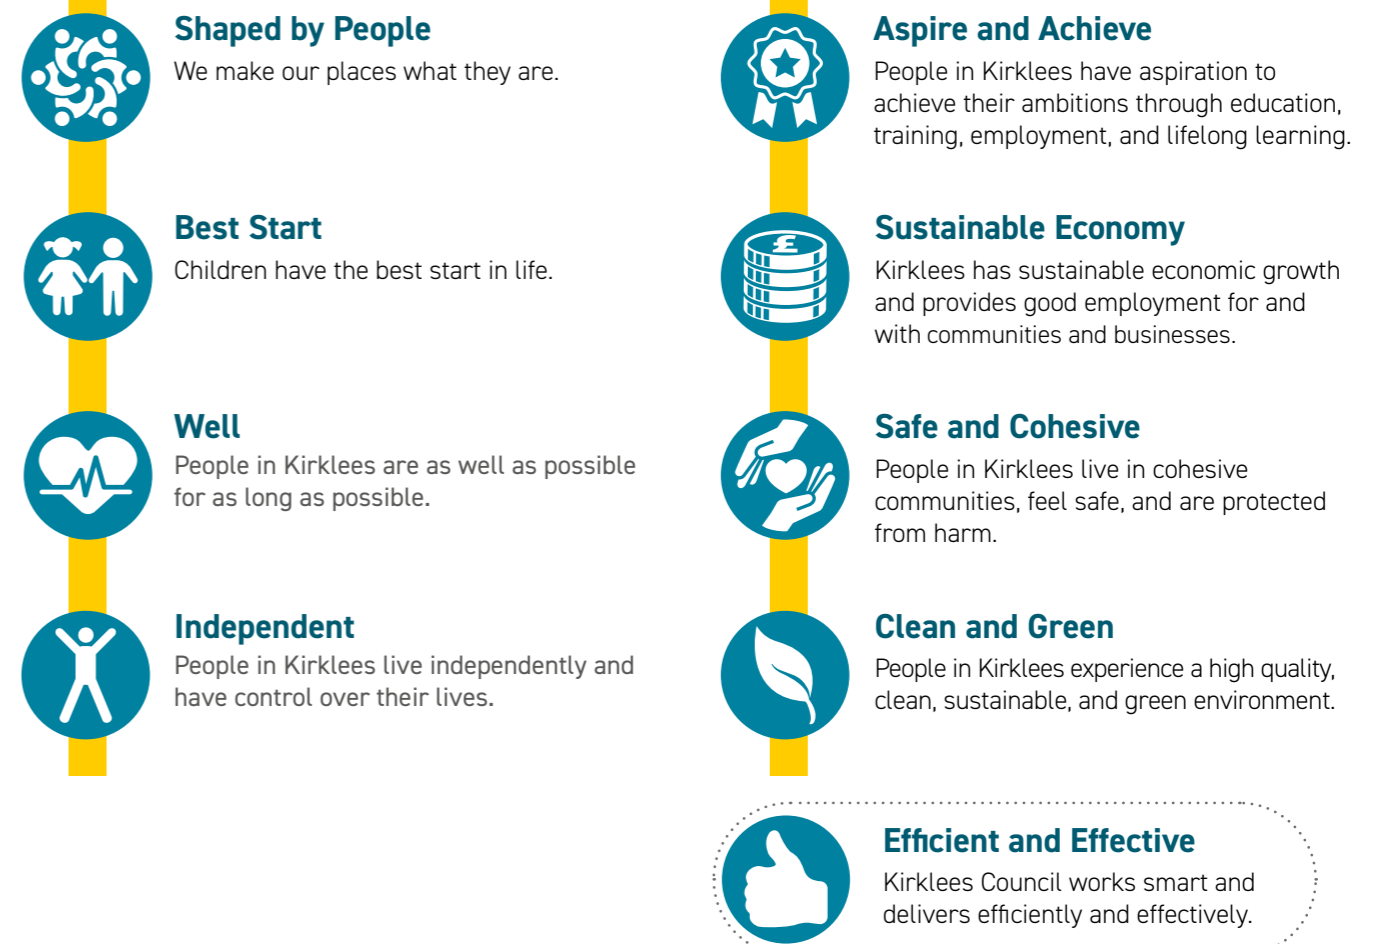 Shaped by People
We make our places what they are.
Best Start
Children have the best start in life.
Well
People in Kirklees are as well as possible
for as long as possible.
Independent
People in Kirklees live independently and
have control over their lives.
Aspire and Achieve
People in Kirklees have aspiration to
achieve their ambitions through education,
training, employment, and lifelong learning.
£
Sustainable Economy
Kirklees has sustainable economic growth
and provides good employment for and
with communities and businesses.
Safe and Cohesive
People in Kirklees live in cohesive
communities, feel safe, and are protected
from harm.
Clean and Green
People in Kirklees experience a high quality,
clean, sustainable, and green environment.
Efficient and Effective
Kirklees Council works smart and
delivers efficiently and effectively.